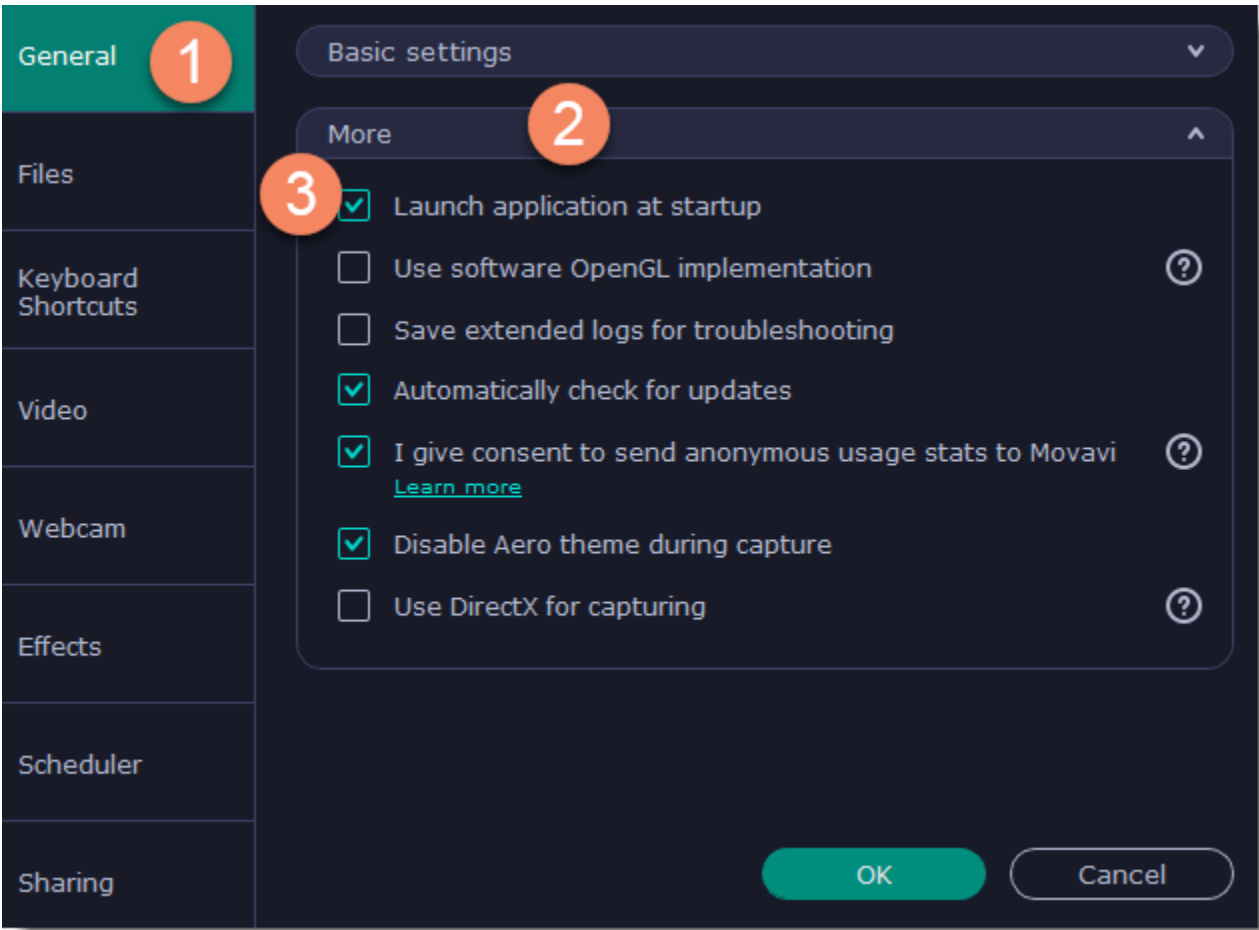 General
1
Basic settings
2
More
Files
3
Launch application at startup
Keyboard
Shortcuts
Use software OpenGL implementation
Save extended logs for troubleshooting
Video
Automatically check for updates
I give consent to send anonymous usage stats to Movavi
Learn more
Webcam
Disable Aero theme during capture
Use DirectX for capturing
Effects
Scheduler
Sharing
OK
Cancel